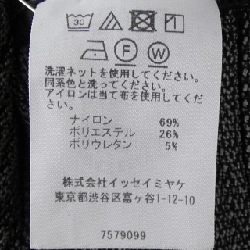 洗濯ネットを使用してください。
同系色と洗ってください。
アイロンは当て布を使用してください。
ナイロン 69%
ポリエステル 26%
ポリウレタン 5%
株式会社イッセイミヤケ
東京都渋谷区富ヶ谷1-12-10
7579099